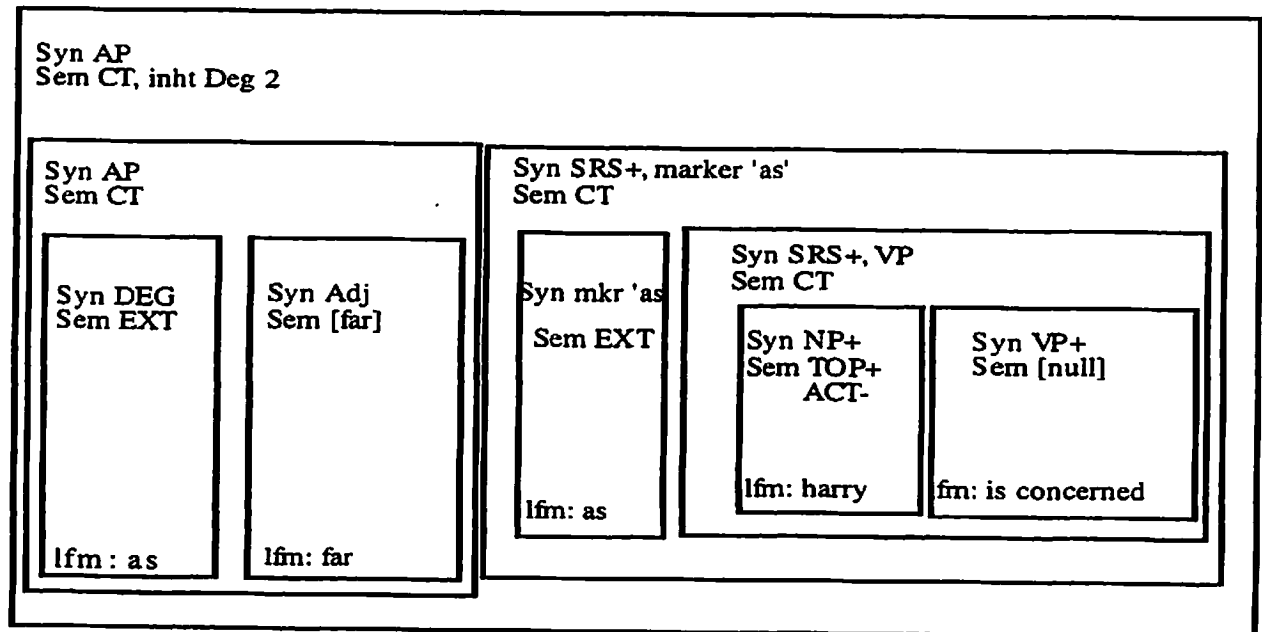 Syn AP
Sem CT, inht Deg 2
Syn AP
Sem CT
Syn DEG
Sem EXT
lfm: as
Syn Adj
Sem [far]
lfm: far
Syn SRS+, marker 'as'
Sem CT
Syn mkr 'as
Sem EXT
lfm: as
Syn SRS+, VP
Sem CT
Syn NP+
Sem TOP+
ACT-
lfm: harry
Syn VP+
Sem [null]
fm: is concerned